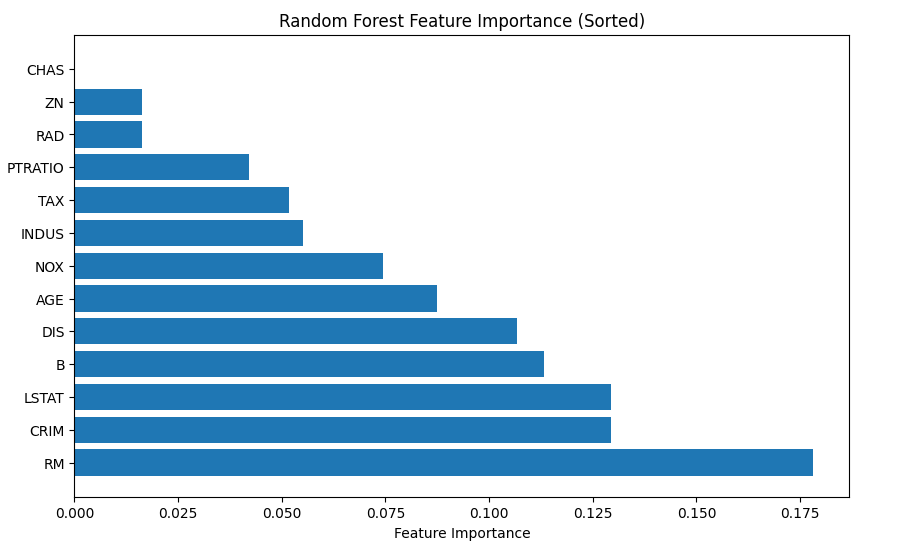 Random Forest Feature Importance (Sorted)
CHAS
ZN
RAD
PTRATIO
TAX
INDUS
NOX
AGE
DIS
B
LSTAT
CRIM
RM
0.000 0.025 0.050 0.075 0.100 0.125 0.150 0.175
Feature Importance